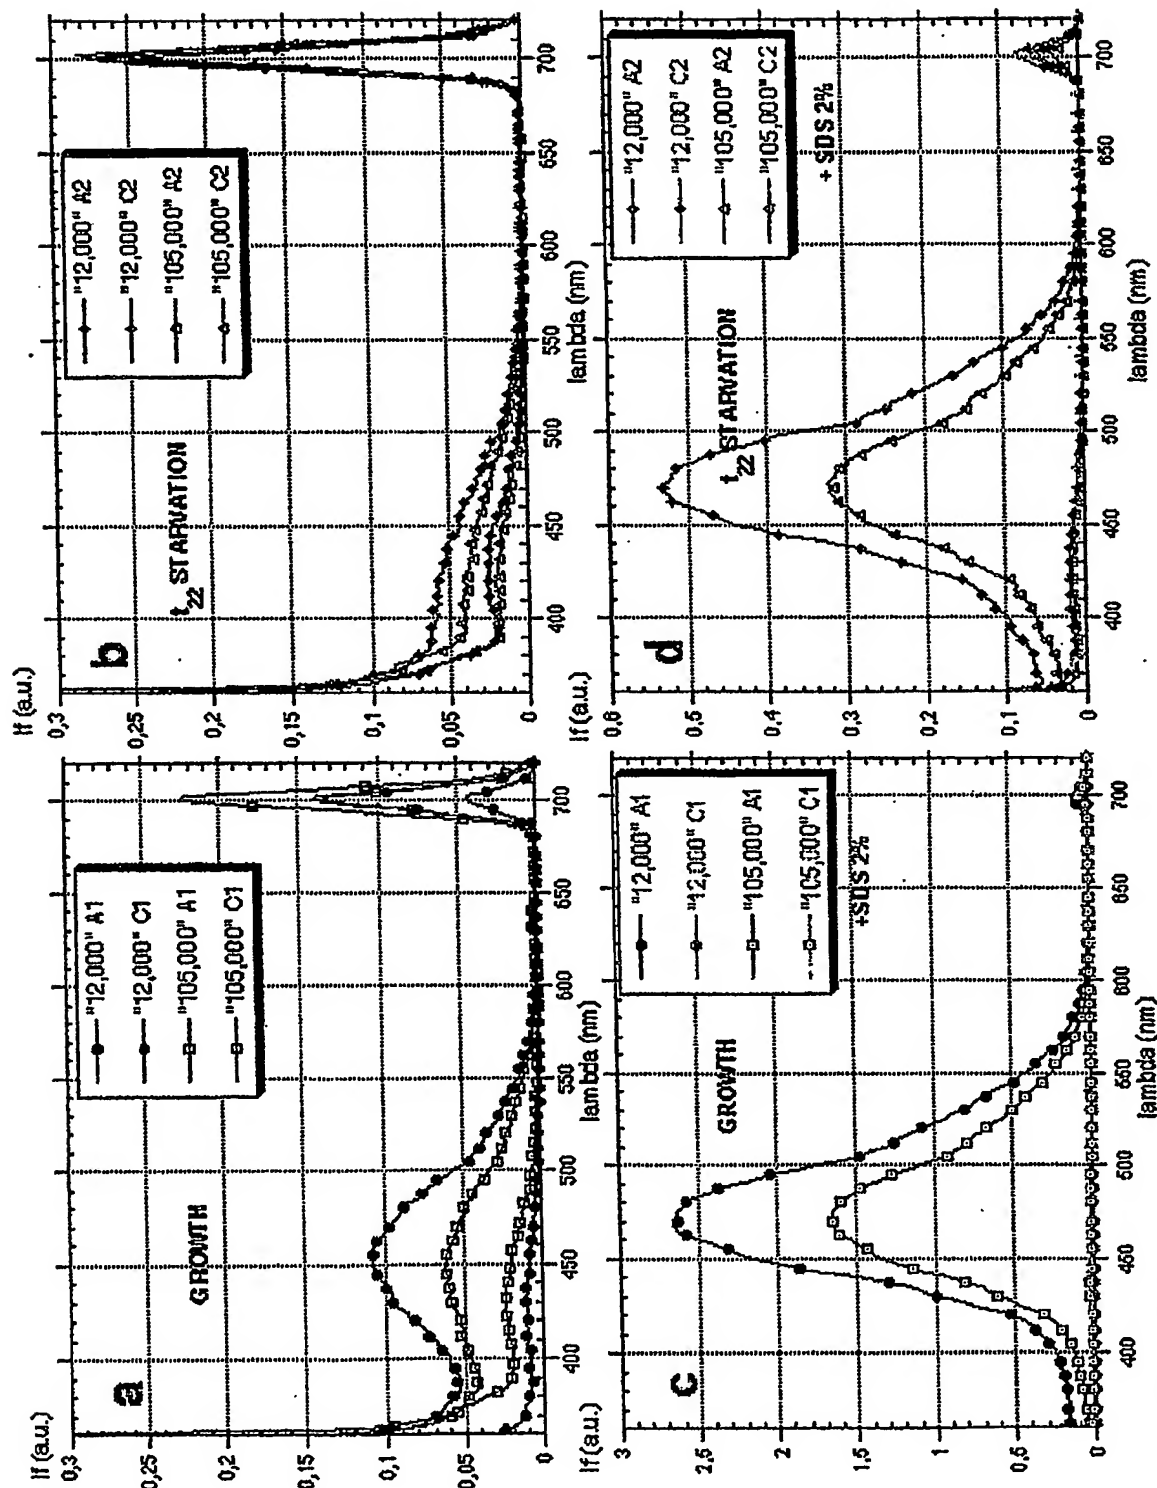 If (a.u.)
0,3
0,25
0,2
0,15
0,1
0,05
0
a
GROWTH
"12,000" A1
"12,000" C1
"105,000" A1
"105,000" C1
400 450 500 550 600 650 700
lambda (nm)
If (a.u.)
0,3
0,25
0,2
0,15
0,1
0,05
0
b
t22 STARVATION
"12,000" A2
"12,000" C2
"105,000" A2
"105,000" C2
400 450 500 550 600 650 700
lambda (nm)
If (a.u.)
3
2,5
2
1,5
1
0,5
0
c
GROWTH
"12,000" A1
"12,000" C1
"105,000" A1
"105,000" C1
+SDS 2%
400 450 500 550 600 650 700
lambda (nm)
If (a.u.)
0,6
0,5
0,4
0,3
0,2
0,1
0
d
t22 STARVATION
"12,000" A2
"12,000" C2
"105,000" A2
"105,000" C2
+ SDS 2%
400 450 500 550 600 650 700
lambda (nm)